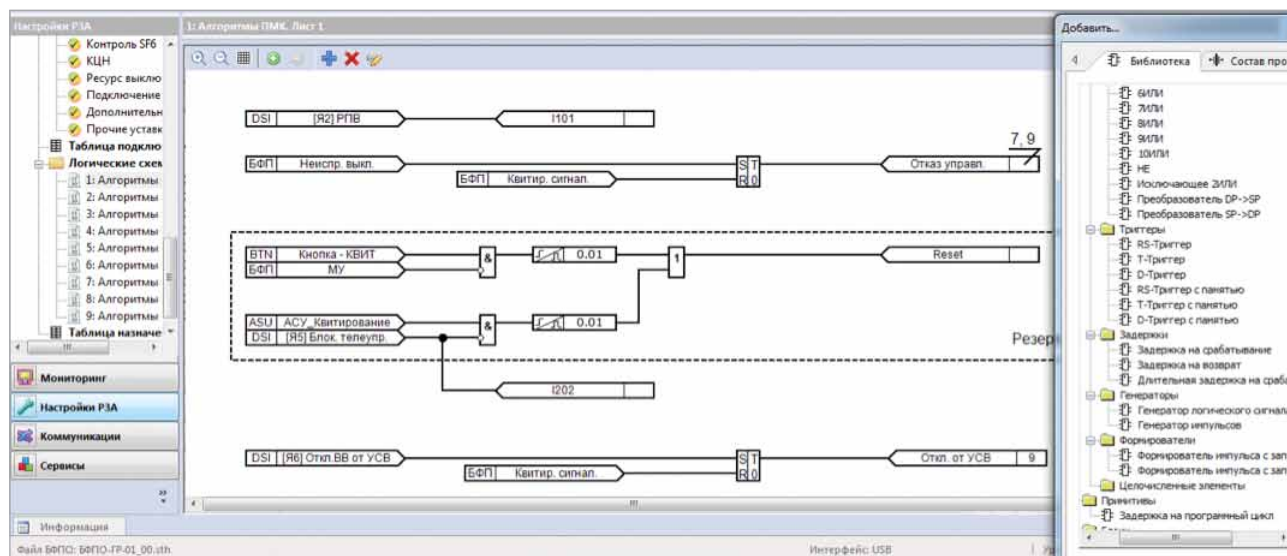 Настройки РЗА
Контроль SF6
КЦН
Ресурс выклю
Подключение
Дополнительн
Прочие уставк
Таблица подклю
Логические схем
1: Алгоритмы
2: Алгоритмы
3: Алгоритмы
4: Алгоритмы
5: Алгоритмы
6: Алгоритмы
7: Алгоритмы
8: Алгоритмы
9: Алгоритмы
Таблица назначе
Мониторинг
Настройки РЗА
Коммуникации
Сервисы
Информация
Файл БФПО: БФПО-ГР-01_00.sth
Интерфейс: USB
1: Алгоритмы ПМК. Лист 1
DSI [Я2] РПВ I101
БФП Неиспр. выкл. S T Отказ управл. 7, 9
БФП Квитир. сигнал. R 0
BTN Кнопка - КВИТ & 0.01 1 Reset
БФП МУ
ASU АСУ_Квитирование & 0.01
DSI [Я5] Блок. телеупр.
Резер
I202
DSI [Я6] Откл.ВВ от УСВ S T Откл. от УСВ 9
БФП Квитир. сигнал. R 0
Добавить...
Библиотека Состав про
6ИЛИ
7ИЛИ
8ИЛИ
9ИЛИ
10ИЛИ
НЕ
Исключающее 2ИЛИ
Преобразователь DP->SP
Преобразователь SP->DP
Триггеры
RS-Триггер
T-Триггер
D-Триггер
RS-Триггер с памятью
T-Триггер с памятью
D-Триггер с памятью
Задержки
Задержка на срабатывание
Задержка на возврат
Длительная задержка на сраба
Генераторы
Генератор логического сигнала
Генератор импульсов
Формирователи
Формирователь импульса с зап
Формирователь импульса с зап
Целочисленные элементы
Примитивы
Задержка на программный цикл